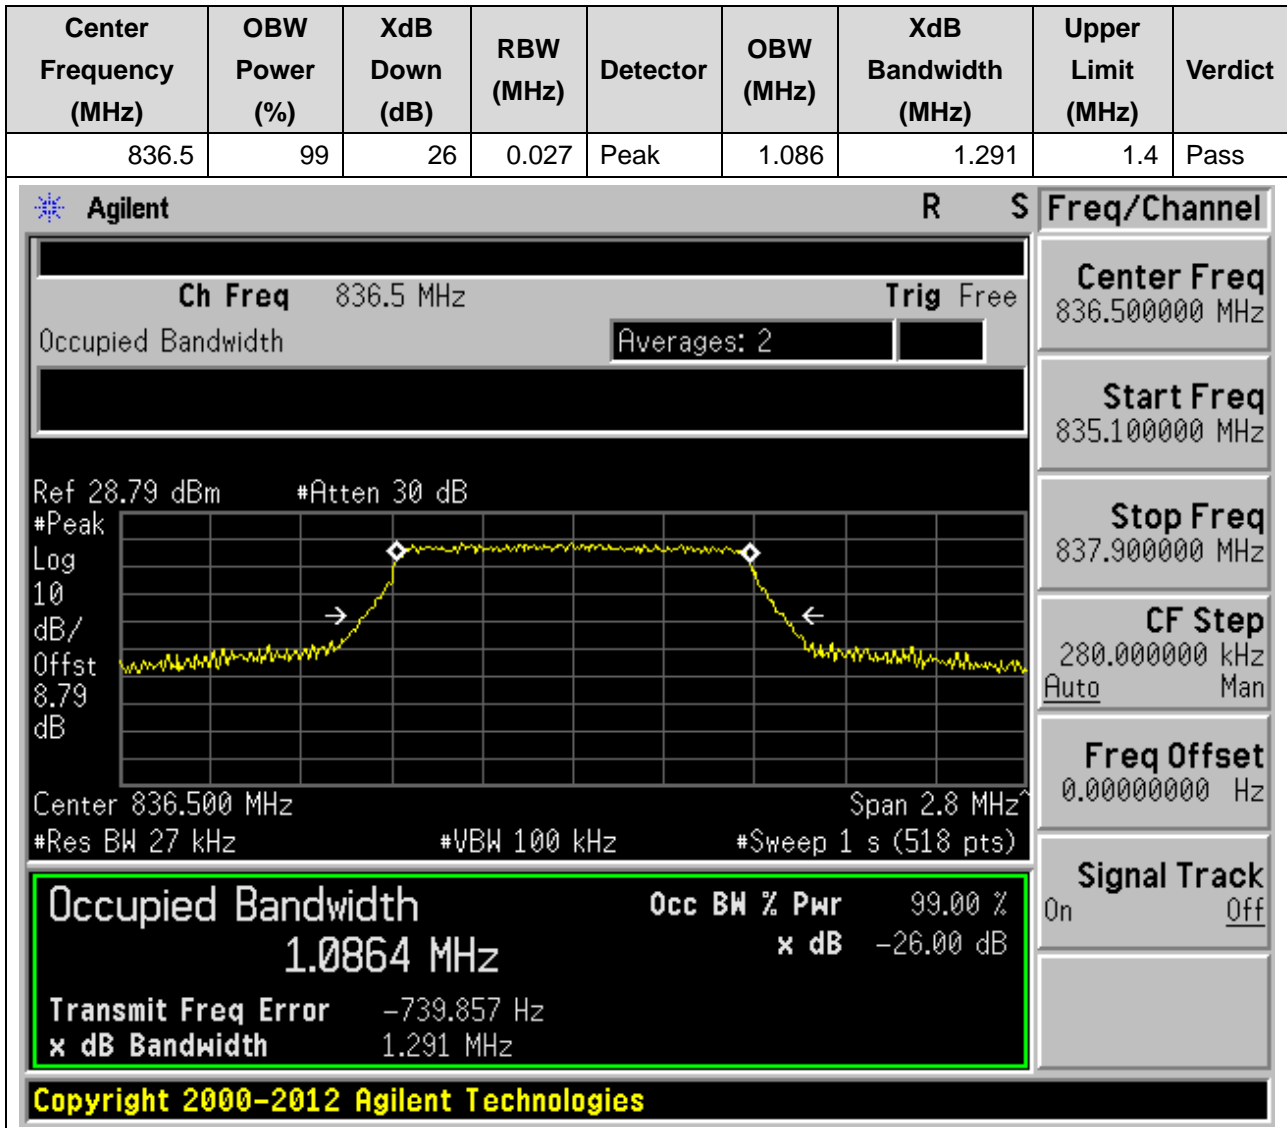 Center Frequency (MHz) OBW Power (%) XdB Down (dB) RBW (MHz) Detector OBW (MHz) XdB Bandwidth (MHz) Upper Limit (MHz) Verdict
836.5 99 26 0.027 Peak 1.086 1.291 1.4 Pass
Agilent R S Freq/Channel
Ch Freq 836.5 MHz Trig Free
Occupied Bandwidth Averages: 2
Center Freq
836.500000 MHz
Start Freq
835.100000 MHz
Stop Freq
837.900000 MHz
CF Step
280.000000 kHz
Auto Man
Freq Offset
0.00000000 Hz
Signal Track
On Off
Ref 28.79 dBm #Atten 30 dB
#Peak
Log
10
dB/
Offst
8.79
dB
Center 836.500 MHz Span 2.8 MHz^
#Res BW 27 kHz #VBW 100 kHz #Sweep 1 s (518 pts)
Occupied Bandwidth Occ BW % Pwr 99.00 %
1.0864 MHz x dB -26.00 dB
Transmit Freq Error -739.857 Hz
x dB Bandwidth 1.291 MHz
Copyright 2000-2012 Agilent Technologies